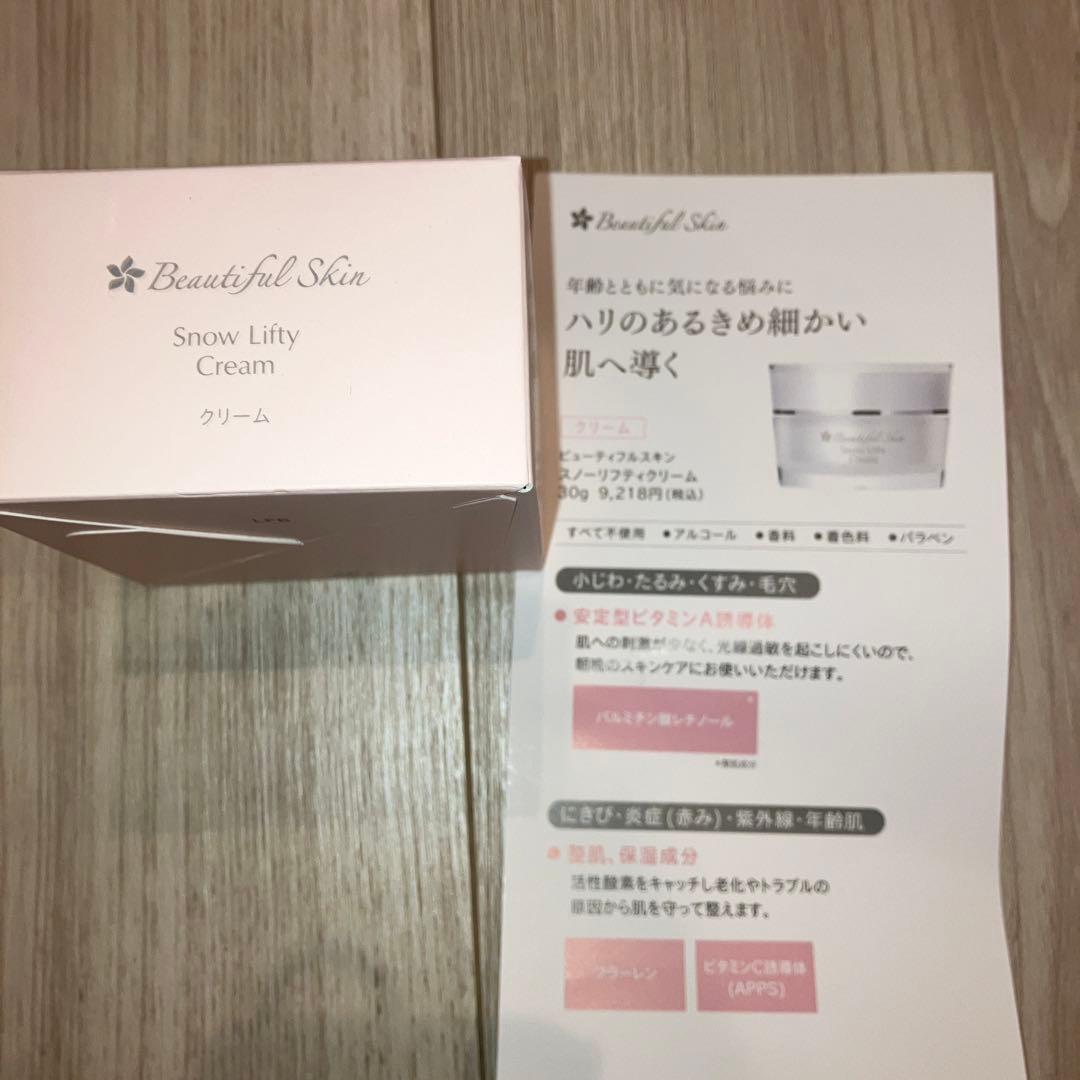 Beautiful Skin
Snow Lifty
Cream
クリーム
Beautiful Skin
年齢とともに気になる悩みに
ハリのあるきめ細かい
肌へ導く
クリーム
Beautiful Skin
Snow Lifty
Cream
ビューティフルスキン
スノーリフティクリーム
30g 9,218円(税込)
すべて不使用 ●アルコール ●香料 ●着色料 ●パラベン
小じわ・たるみ・くすみ・毛穴
● 安定型ビタミンA誘導体
肌への刺激が少なく、光線過敏を起こしにくいので、
朝晩のスキンケアにお使いいただけます。
パルミチン酸レチノール
にきび・炎症(赤み)・紫外線・年齢肌
● 整肌、保湿成分
活性酸素をキャッチし老化やトラブルの
原因から肌を守って整えます。
フラーレン
ビタミンC誘導体
(APPS)